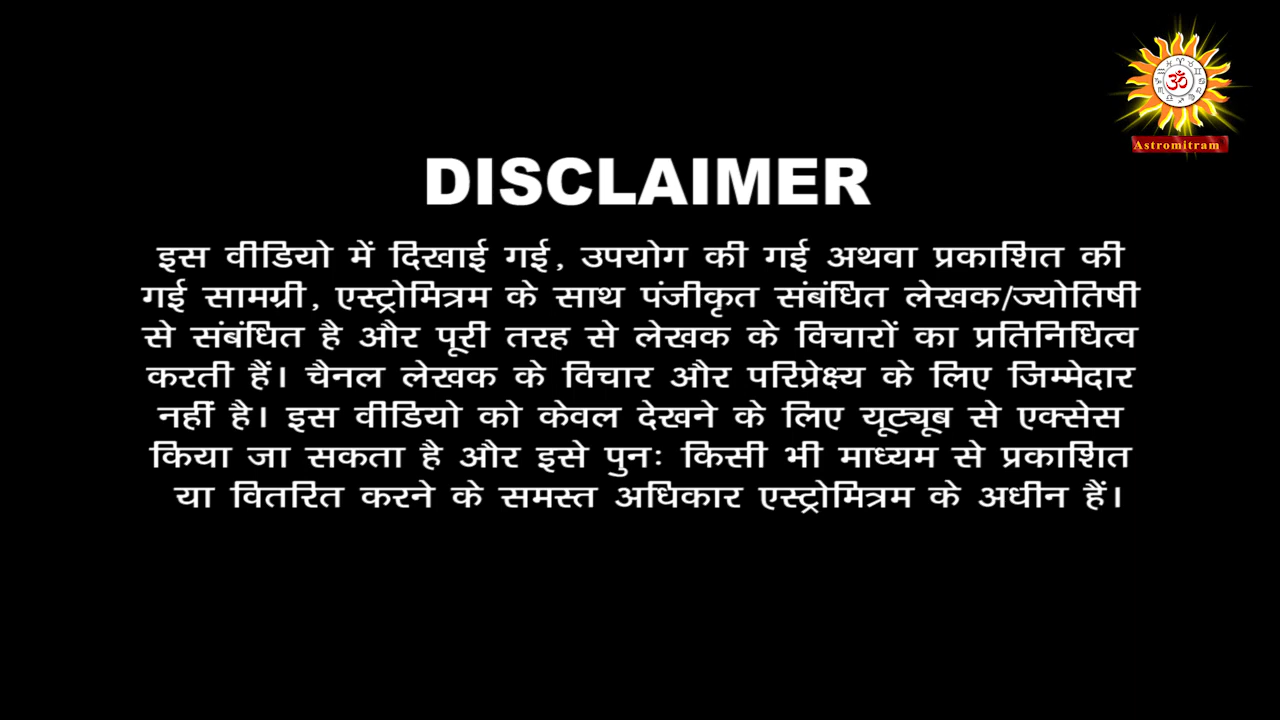 Astromitram
DISCLAIMER
इस वीडियो में दिखाई गई, उपयोग की गई अथवा प्रकाशित की
गई सामग्री, एस्ट्रोमित्रम के साथ पंजीकृत संबंधित लेखक/ज्योतिषी
से संबंधित है और पूरी तरह से लेखक के विचारों का प्रतिनिधित्व
करती हैं। चैनल लेखक के विचार और परिप्रेक्ष्य के लिए जिम्मेदार
नहीं है। इस वीडियो को केवल देखने के लिए यूट्यूब से एक्सेस
किया जा सकता है और इसे पुनः किसी भी माध्यम से प्रकाशित
या वितरित करने के समस्त अधिकार एस्ट्रोमित्रम के अधीन हैं।